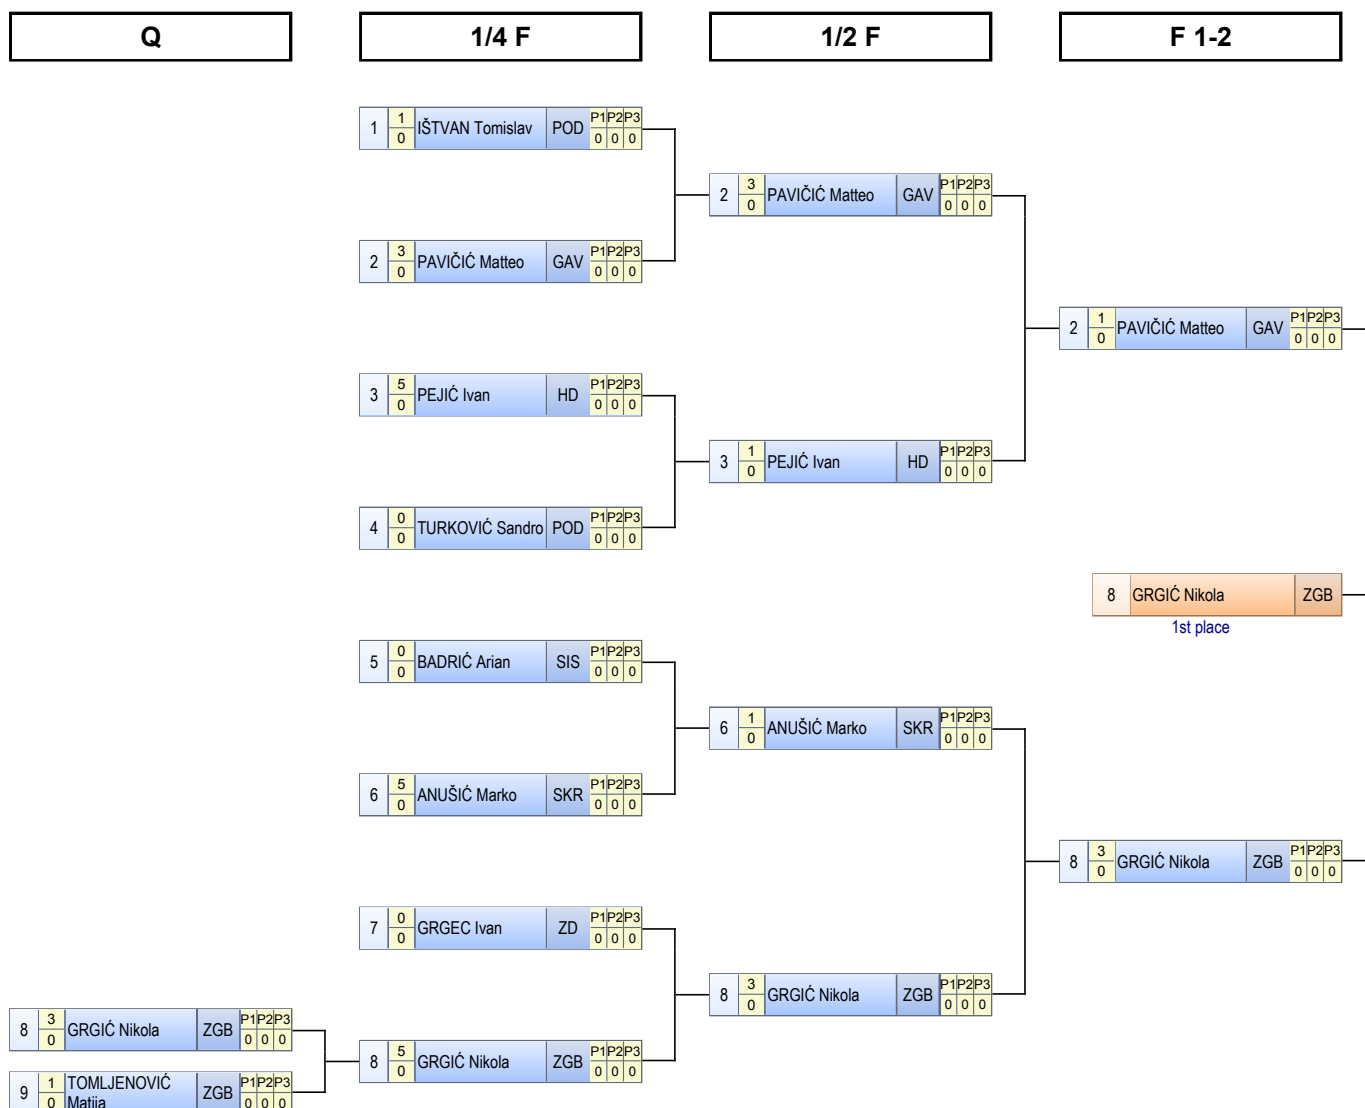 Q 1/4 F 1/2 F F 1-2
1 1 IŠTVAN Tomislav POD P1 P2 P3
0 0 0 0
2 3 PAVIČIĆ Matteo GAV P1 P2 P3
0 0 0 0
2 3 PAVIČIĆ Matteo GAV P1 P2 P3
0 0 0 0
2 1 PAVIČIĆ Matteo GAV P1 P2 P3
0 0 0 0
3 5 PEJIĆ Ivan HD P1 P2 P3
0 0 0 0
3 1 PEJIĆ Ivan HD P1 P2 P3
0 0 0 0
4 0 TURKOVIĆ Sandro POD P1 P2 P3
0 0 0 0
8 GRGIĆ Nikola ZGB
1st place
5 0 BADRIĆ Arian SIS P1 P2 P3
0 0 0 0
6 1 ANUŠIĆ Marko SKR P1 P2 P3
0 0 0 0
6 5 ANUŠIĆ Marko SKR P1 P2 P3
0 0 0 0
8 3 GRGIĆ Nikola ZGB P1 P2 P3
0 0 0 0
7 0 GRGEC Ivan ZD P1 P2 P3
0 0 0 0
8 3 GRGIĆ Nikola ZGB P1 P2 P3
0 0 0 0
8 3 GRGIĆ Nikola ZGB P1 P2 P3
0 0 0 0
8 5 GRGIĆ Nikola ZGB P1 P2 P3
0 0 0 0
9 1 TOMLJENOVIĆ ZGB P1 P2 P3
0 Matija 0 0 0